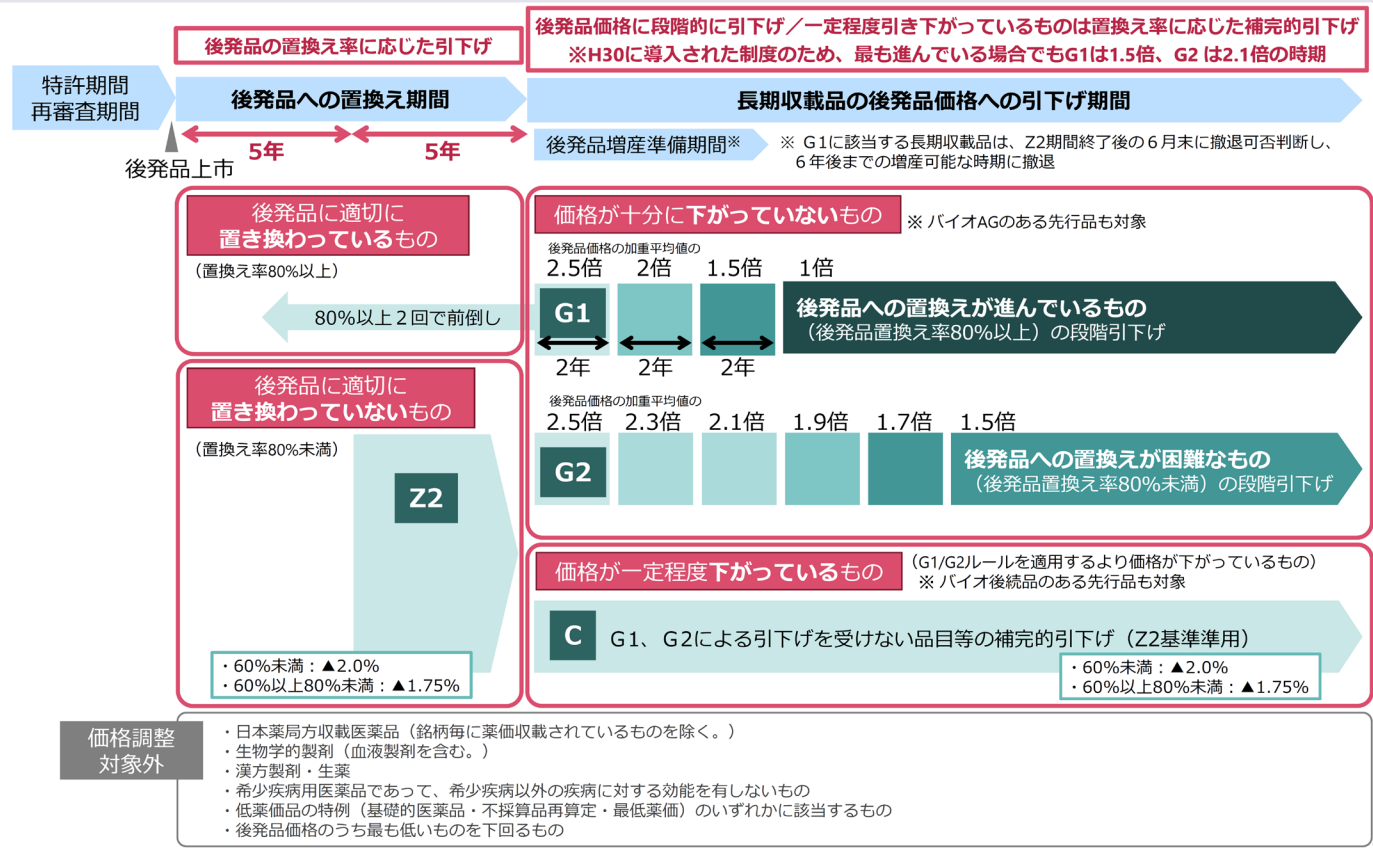 後発品の置換え率に応じた引下げ
後発品価格に段階的に引下げ／一定程度引き下がっているものは置換え率に応じた補完的引下げ
※H30に導入された制度のため、最も進んでいる場合でもG1は1.5倍、G2 は2.1倍の時期
特許期間
再審査期間
後発品への置換え期間
長期収載品の後発品価格への引下げ期間
5年
5年
後発品上市
後発品増産準備期間※
※ G1に該当する長期収載品は、Z2期間終了後の６月末に撤退可否判断し、
６年後までの増産可能な時期に撤退
後発品に適切に
置き換わっているもの
（置換え率80%以上）
80%以上２回で前倒し
価格が十分に下がっていないもの
※ バイオAGのある先行品も対象
後発品価格の加重平均値の
2.5倍 2倍 1.5倍 1倍
G1
後発品への置換えが進んでいるもの
（後発品置換え率80%以上）の段階引下げ
2年 2年 2年
後発品に適切に
置き換わっていないもの
（置換え率80%未満）
Z2
・60%未満：▲2.0%
・60%以上80%未満：▲1.75%
後発品価格の加重平均値の
2.5倍 2.3倍 2.1倍 1.9倍 1.7倍 1.5倍
G2
後発品への置換えが困難なもの
（後発品置換え率80%未満）の段階引下げ
価格が一定程度下がっているもの
（G1/G2ルールを適用するより価格が下がっているもの）
※ バイオ後続品のある先行品も対象
C
G１、G２による引下げを受けない品目等の補完的引下げ（Z2基準準用）
・60%未満：▲2.0%
・60%以上80%未満：▲1.75%
価格調整
対象外
・日本薬局方収載医薬品（銘柄毎に薬価収載されているものを除く。）
・生物学的製剤（血液製剤を含む。）
・漢方製剤・生薬
・希少疾病用医薬品であって、希少疾病以外の疾病に対する効能を有しないもの
・低薬価品の特例（基礎的医薬品・不採算品再算定・最低薬価）のいずれかに該当するもの
・後発品価格のうち最も低いものを下回るもの